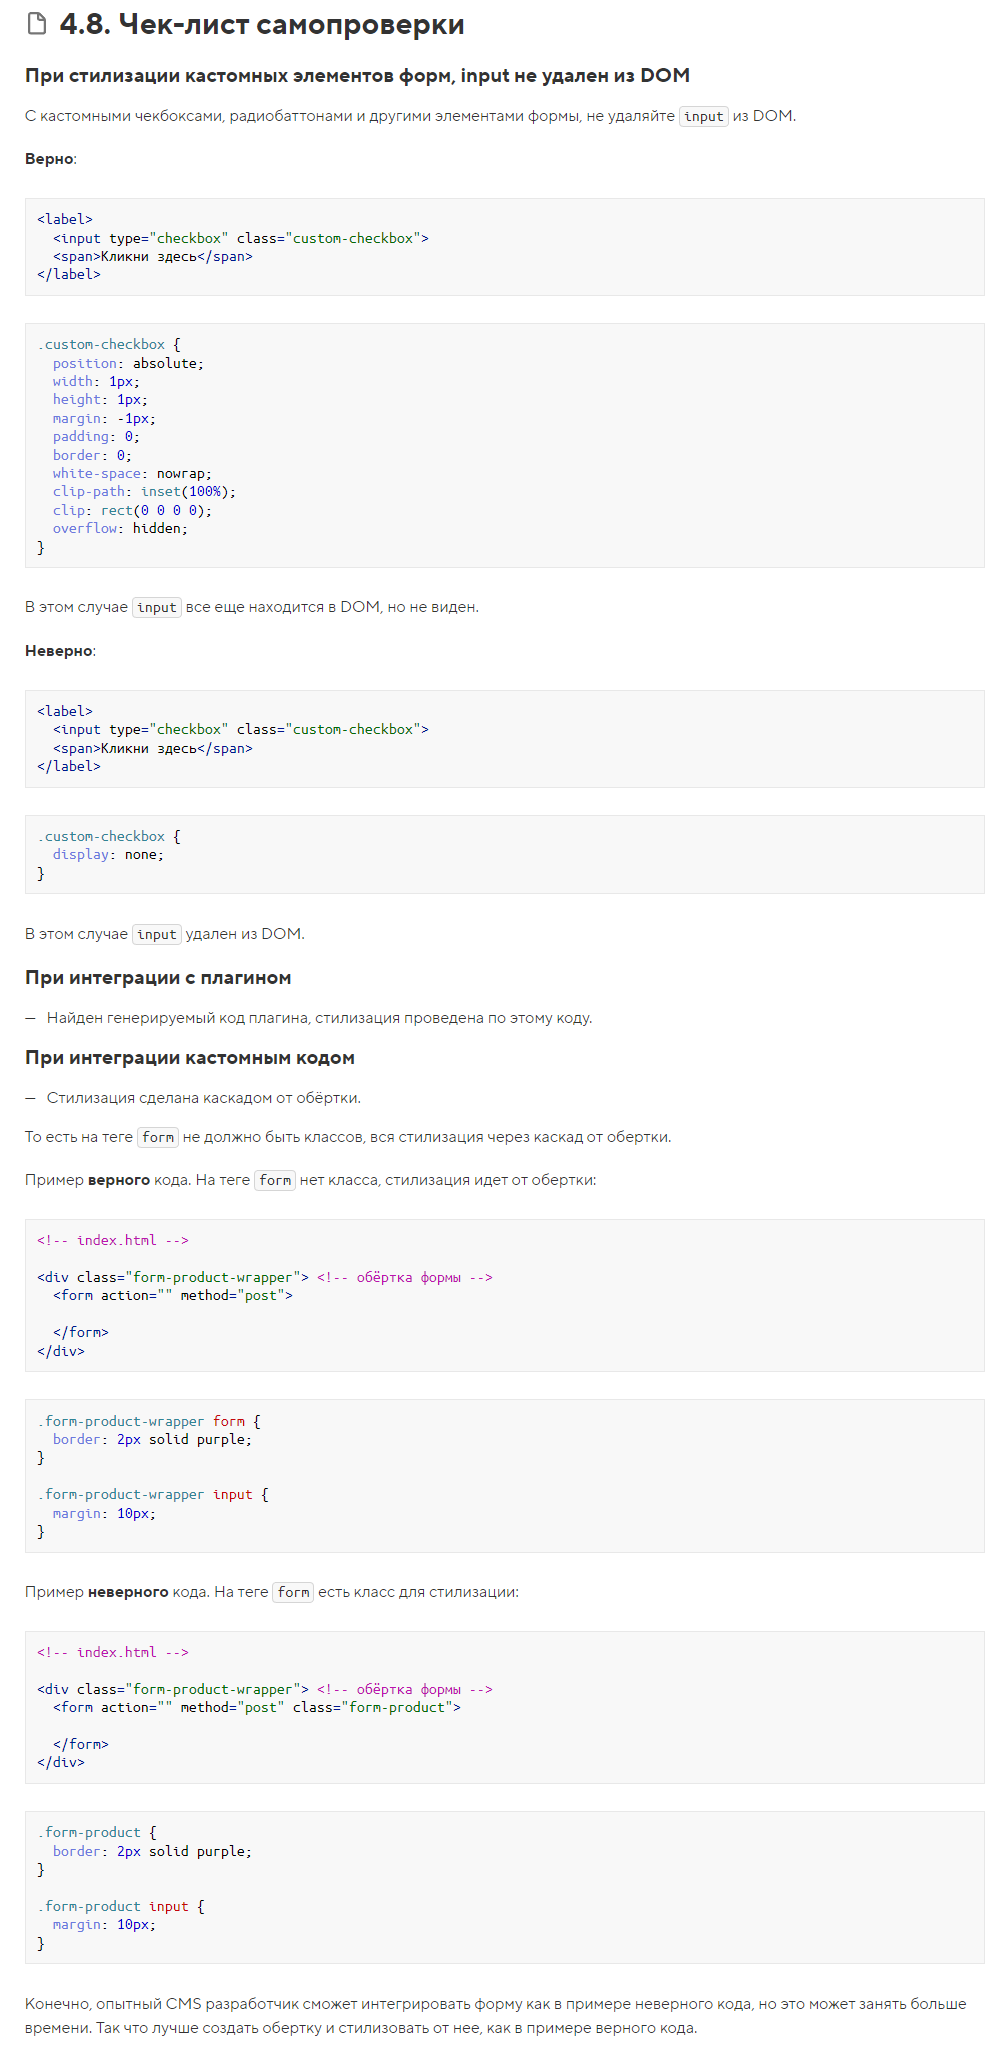 4.8. Чек-лист самопроверки
При стилизации кастомных элементов форм, input не удален из DOM
С кастомными чекбоксами, радиобаттонами и другими элементами формы, не удаляйте input из DOM.
Верно:
<label>
  <input type="checkbox" class="custom-checkbox">
  <span>Кликни здесь</span>
</label>
.custom-checkbox {
  position: absolute;
  width: 1px;
  height: 1px;
  margin: -1px;
  padding: 0;
  border: 0;
  white-space: nowrap;
  clip-path: inset(100%);
  clip: rect(0 0 0 0);
  overflow: hidden;
}
В этом случае input все еще находится в DOM, но не виден.
Неверно:
<label>
  <input type="checkbox" class="custom-checkbox">
  <span>Кликни здесь</span>
</label>
.custom-checkbox {
  display: none;
}
В этом случае input удален из DOM.
При интеграции с плагином
— Найден генерируемый код плагина, стилизация проведена по этому коду.
При интеграции кастомным кодом
— Стилизация сделана каскадом от обёртки.
То есть на теге form не должно быть классов, вся стилизация через каскад от обертки.
Пример верного кода. На теге form нет класса, стилизация идет от обертки:
<!-- index.html -->
<div class="form-product-wrapper"> <!-- обёртка формы -->
  <form action="" method="post">
  </form>
</div>
.form-product-wrapper form {
  border: 2px solid purple;
}
.form-product-wrapper input {
  margin: 10px;
}
Пример неверного кода. На теге form есть класс для стилизации:
<!-- index.html -->
<div class="form-product-wrapper"> <!-- обёртка формы -->
  <form action="" method="post" class="form-product">
  </form>
</div>
.form-product {
  border: 2px solid purple;
}
.form-product input {
  margin: 10px;
}
Конечно, опытный CMS разработчик сможет интегрировать форму как в примере неверного кода, но это может занять больше
времени. Так что лучше создать обертку и стилизовать от нее, как в примере верного кода.